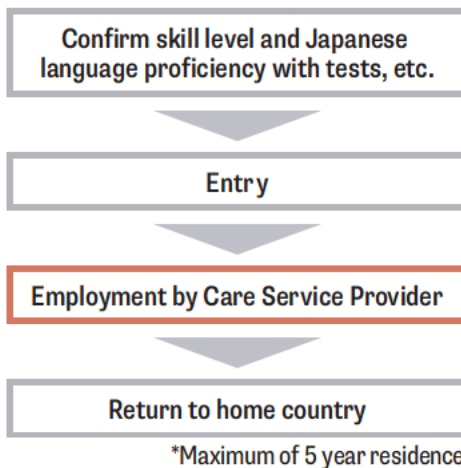 Confirm skill level and Japanese
language proficiency with tests, etc.
Entry
Employment by Care Service Provider
Return to home country
*Maximum of 5 year residence